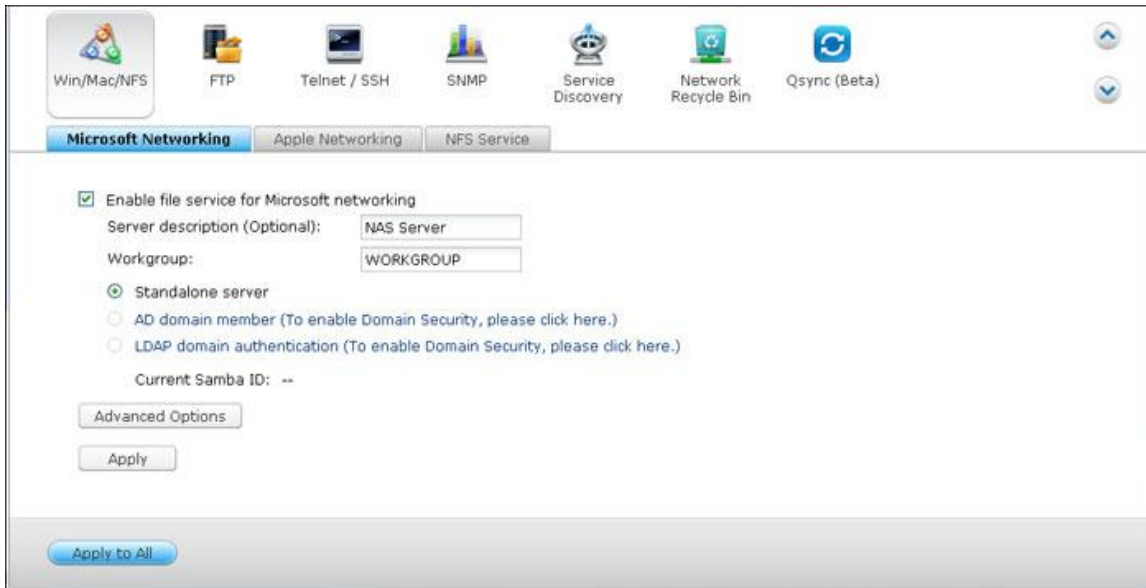 Win/Mac/NFS
FTP
Telnet / SSH
SNMP
Service
Discovery
Network
Recycle Bin
Qsync (Beta)
Microsoft Networking
Apple Networking
NFS Service
Enable file service for Microsoft networking
Server description (Optional): NAS Server
Workgroup: WORKGROUP
Standalone server
AD domain member (To enable Domain Security, please click here.)
LDAP domain authentication (To enable Domain Security, please click here.)
Current Samba ID: --
Advanced Options
Apply
Apply to All